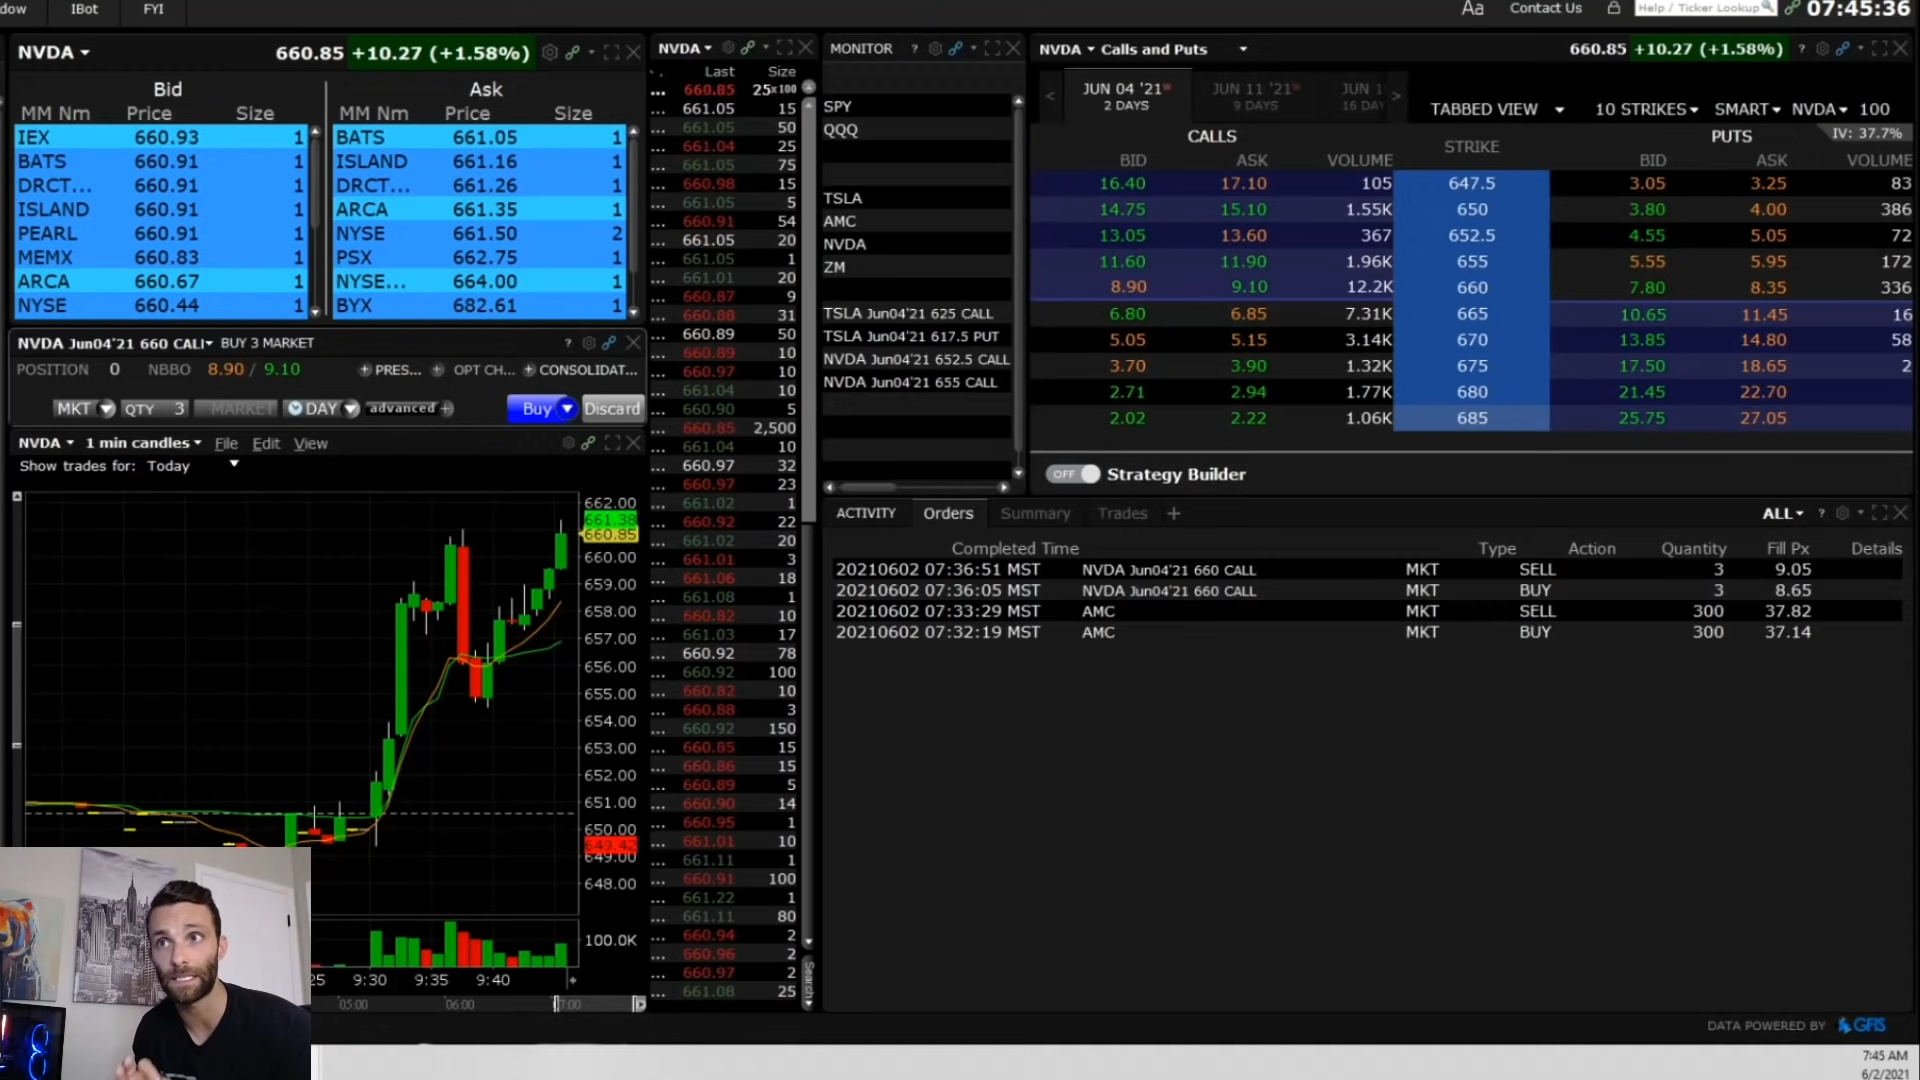 dow IBot FYI Aa Contact Us Help / Ticker Lookup 07:45:36
NVDA 660.85 +10.27 (+1.58%)
Bid Ask
MM Nm Price Size MM Nm Price Size
IEX 660.93 1 BATS 661.05 1
BATS 660.91 1 ISLAND 661.16 1
DRCT... 660.91 1 DRCT... 661.26 1
ISLAND 660.91 1 ARCA 661.35 1
PEARL 660.91 1 NYSE 661.50 2
MEMX 660.83 1 PSX 662.75 1
ARCA 660.67 1 NYSE... 664.00 1
NYSE 660.44 1 BYX 682.61 1
NVDA Jun04'21 660 CALL BUY 3 MARKET ?
POSITION 0 NBBO 8.90 / 9.10 + PRES... + OPT CH... + CONSOLIDAT...
MKT QTY 3 MARKET DAY advanced + Buy Discard
NVDA 1 min candles File Edit View
Show trades for: Today
662.00
661.38
660.85
660.00
659.00
658.00
657.00
656.00
655.00
654.00
653.00
652.00
651.00
650.00
649.42
649.00
648.00
100.0K
25 9:30 9:35 9:40
05:00 06:00 07:00
NVDA
Last Size
... 660.85 25x100
... 661.05 15
... 661.05 50
... 661.04 25
... 661.05 75
... 660.98 15
... 661.05 5
... 660.91 54
... 661.05 20
... 661.05 1
... 661.01 20
... 660.87 9
... 660.88 31
... 660.89 50
... 660.89 10
... 660.97 10
... 661.04 10
... 660.90 5
... 660.85 2,500
... 661.04 10
... 660.97 32
... 660.97 23
... 661.02 1
... 660.92 22
... 661.02 20
... 661.01 3
... 661.06 18
... 661.08 1
... 660.82 10
... 661.03 17
... 660.92 78
... 660.92 100
... 660.82 10
... 660.88 3
... 660.92 150
... 660.85 15
... 660.86 15
... 660.89 5
... 660.90 14
... 660.95 1
... 661.01 10
... 661.11 1
... 660.91 100
... 661.22 1
... 661.11 80
... 660.94 2
... 660.96 2
... 660.97 2
... 661.08 25
Search
MONITOR ?
SPY
QQQ
TSLA
AMC
NVDA
ZM
TSLA Jun04'21 625 CALL
TSLA Jun04'21 617.5 PUT
NVDA Jun04'21 652.5 CALL
NVDA Jun04'21 655 CALL
NVDA Calls and Puts 660.85 +10.27 (+1.58%) ?
< JUN 04 '21 W 2 DAYS JUN 11 '21 W 9 DAYS JUN 1 16 DAY > TABBED VIEW 10 STRIKES SMART NVDA 100
CALLS STRIKE PUTS IV: 37.7%
BID ASK VOLUME BID ASK VOLUME
16.40 17.10 105 647.5 3.05 3.25 83
14.75 15.10 1.55K 650 3.80 4.00 386
13.05 13.60 367 652.5 4.55 5.05 72
11.60 11.90 1.96K 655 5.55 5.95 172
8.90 9.10 12.2K 660 7.80 8.35 336
6.80 6.85 7.31K 665 10.65 11.45 16
5.05 5.15 3.14K 670 13.85 14.80 58
3.70 3.90 1.32K 675 17.50 18.65 2
2.71 2.94 1.77K 680 21.45 22.70
2.02 2.22 1.06K 685 25.75 27.05
OFF Strategy Builder
ACTIVITY Orders Summary Trades + ALL ?
Completed Time Type Action Quantity Fill Px Details
20210602 07:36:51 MST NVDA Jun04'21 660 CALL MKT SELL 3 9.05
20210602 07:36:05 MST NVDA Jun04'21 660 CALL MKT BUY 3 8.65
20210602 07:33:29 MST AMC MKT SELL 300 37.82
20210602 07:32:19 MST AMC MKT BUY 300 37.14
DATA POWERED BY GFIS
7:45 AM
6/2/2021